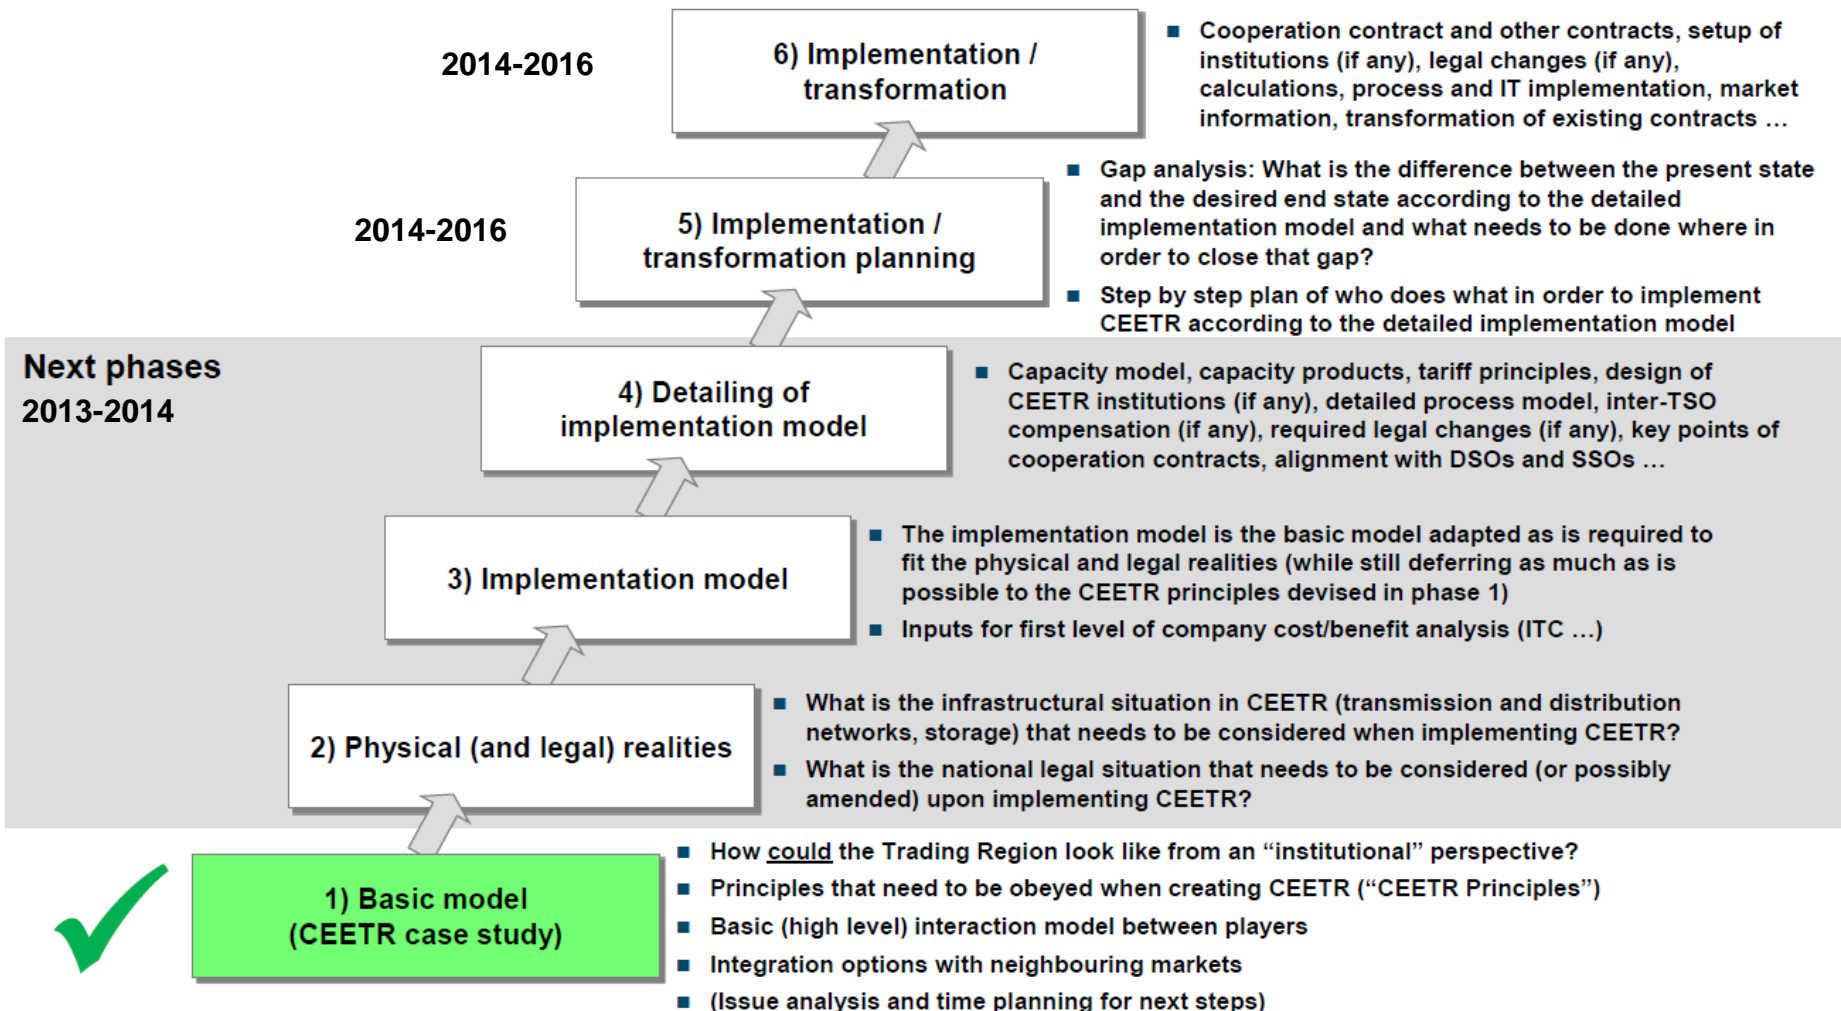 2014-2016
6) Implementation /
transformation
■ Cooperation contract and other contracts, setup of
institutions (if any), legal changes (if any),
calculations, process and IT implementation, market
information, transformation of existing contracts …
2014-2016
5) Implementation /
transformation planning
■ Gap analysis: What is the difference between the present state
and the desired end state according to the detailed
implementation model and what needs to be done where in
order to close that gap?
■ Step by step plan of who does what in order to implement
CEETR according to the detailed implementation model
Next phases
2013-2014
4) Detailing of
implementation model
■ Capacity model, capacity products, tariff principles, design of
CEETR institutions (if any), detailed process model, inter-TSO
compensation (if any), required legal changes (if any), key points of
cooperation contracts, alignment with DSOs and SSOs …
3) Implementation model
■ The implementation model is the basic model adapted as is required to
fit the physical and legal realities (while still deferring as much as is
possible to the CEETR principles devised in phase 1)
■ Inputs for first level of company cost/benefit analysis (ITC …)
2) Physical (and legal) realities
■ What is the infrastructural situation in CEETR (transmission and distribution
networks, storage) that needs to be considered when implementing CEETR?
■ What is the national legal situation that needs to be considered (or possibly
amended) upon implementing CEETR?
1) Basic model
(CEETR case study)
■ How could the Trading Region look like from an “institutional” perspective?
■ Principles that need to be obeyed when creating CEETR (“CEETR Principles”)
■ Basic (high level) interaction model between players
■ Integration options with neighbouring markets
■ (Issue analysis and time planning for next steps)